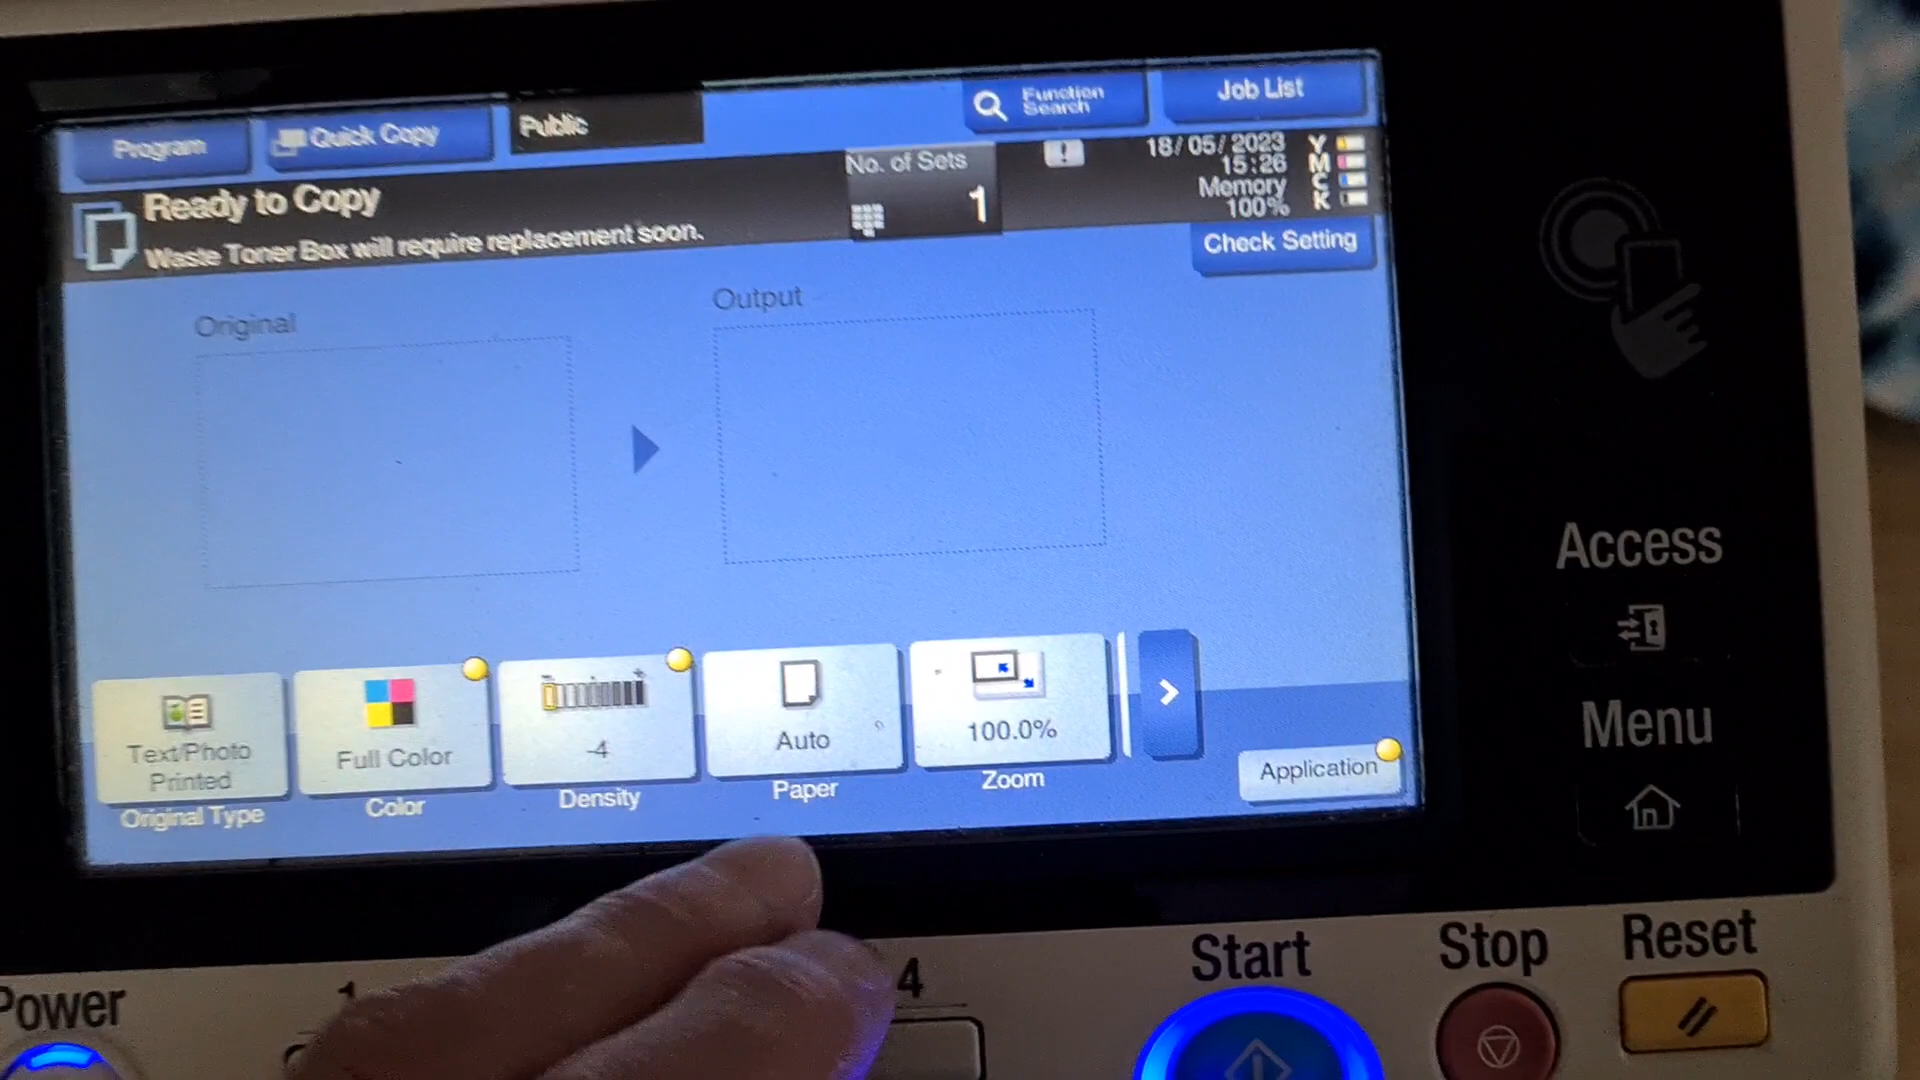 Program
Quick Copy
Public
Function
Search
Job List
Ready to Copy
Waste Toner Box will require replacement soon.
No. of Sets
1
!
18/05/2023
15:26
Memory
100%
Y
M
C
K
Check Setting
Original
Output
Text/Photo
Printed
Original Type
Full Color
Color
- +
-4
Density
Auto
Paper
100.0%
Zoom
Application
Access
Menu
Power
1
4
Start
Stop
Reset